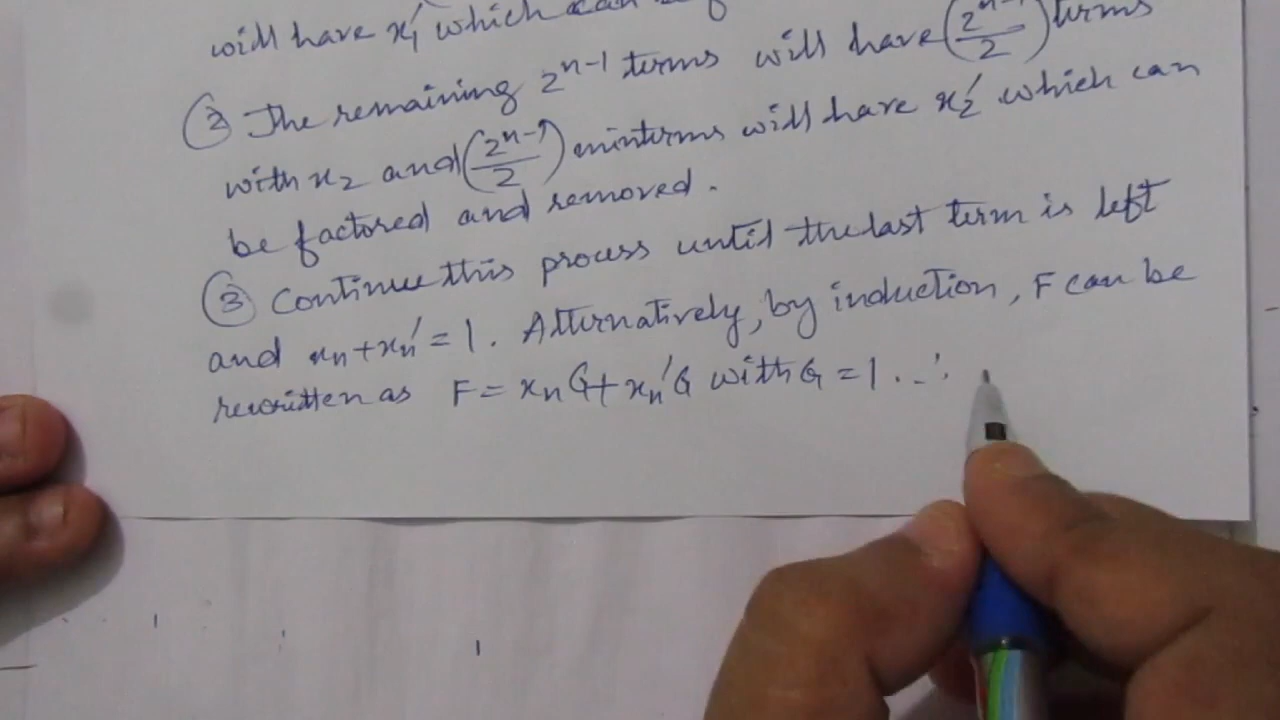 will have x₁′ which can
② The remaining 2ⁿ⁻¹ terms will have (2ⁿ⁻¹/2) terms
with x₂ and (2ⁿ⁻¹/2) minterms will have x₂′ which can
be factored and removed.
③ Continue this process until the last term is left
and xₙ+xₙ′ = 1. Alternatively, by induction, F can be
rewritten as F = xₙG+xₙ′G with G = 1. ∴